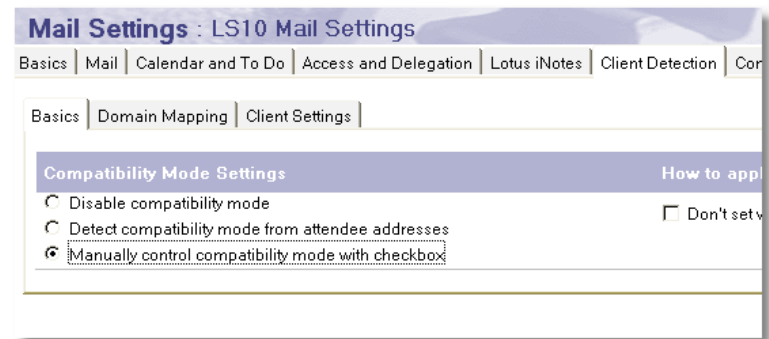 Mail Settings : LS10 Mail Settings
Basics Mail Calendar and To Do Access and Delegation Lotus iNotes Client Detection
Basics Domain Mapping Client Settings
Compatibility Mode Settings How to
Disable compatibility mode
Don't set
Detect compatibility mode from attendee addresses
Manually control compatibility mode with checkbox